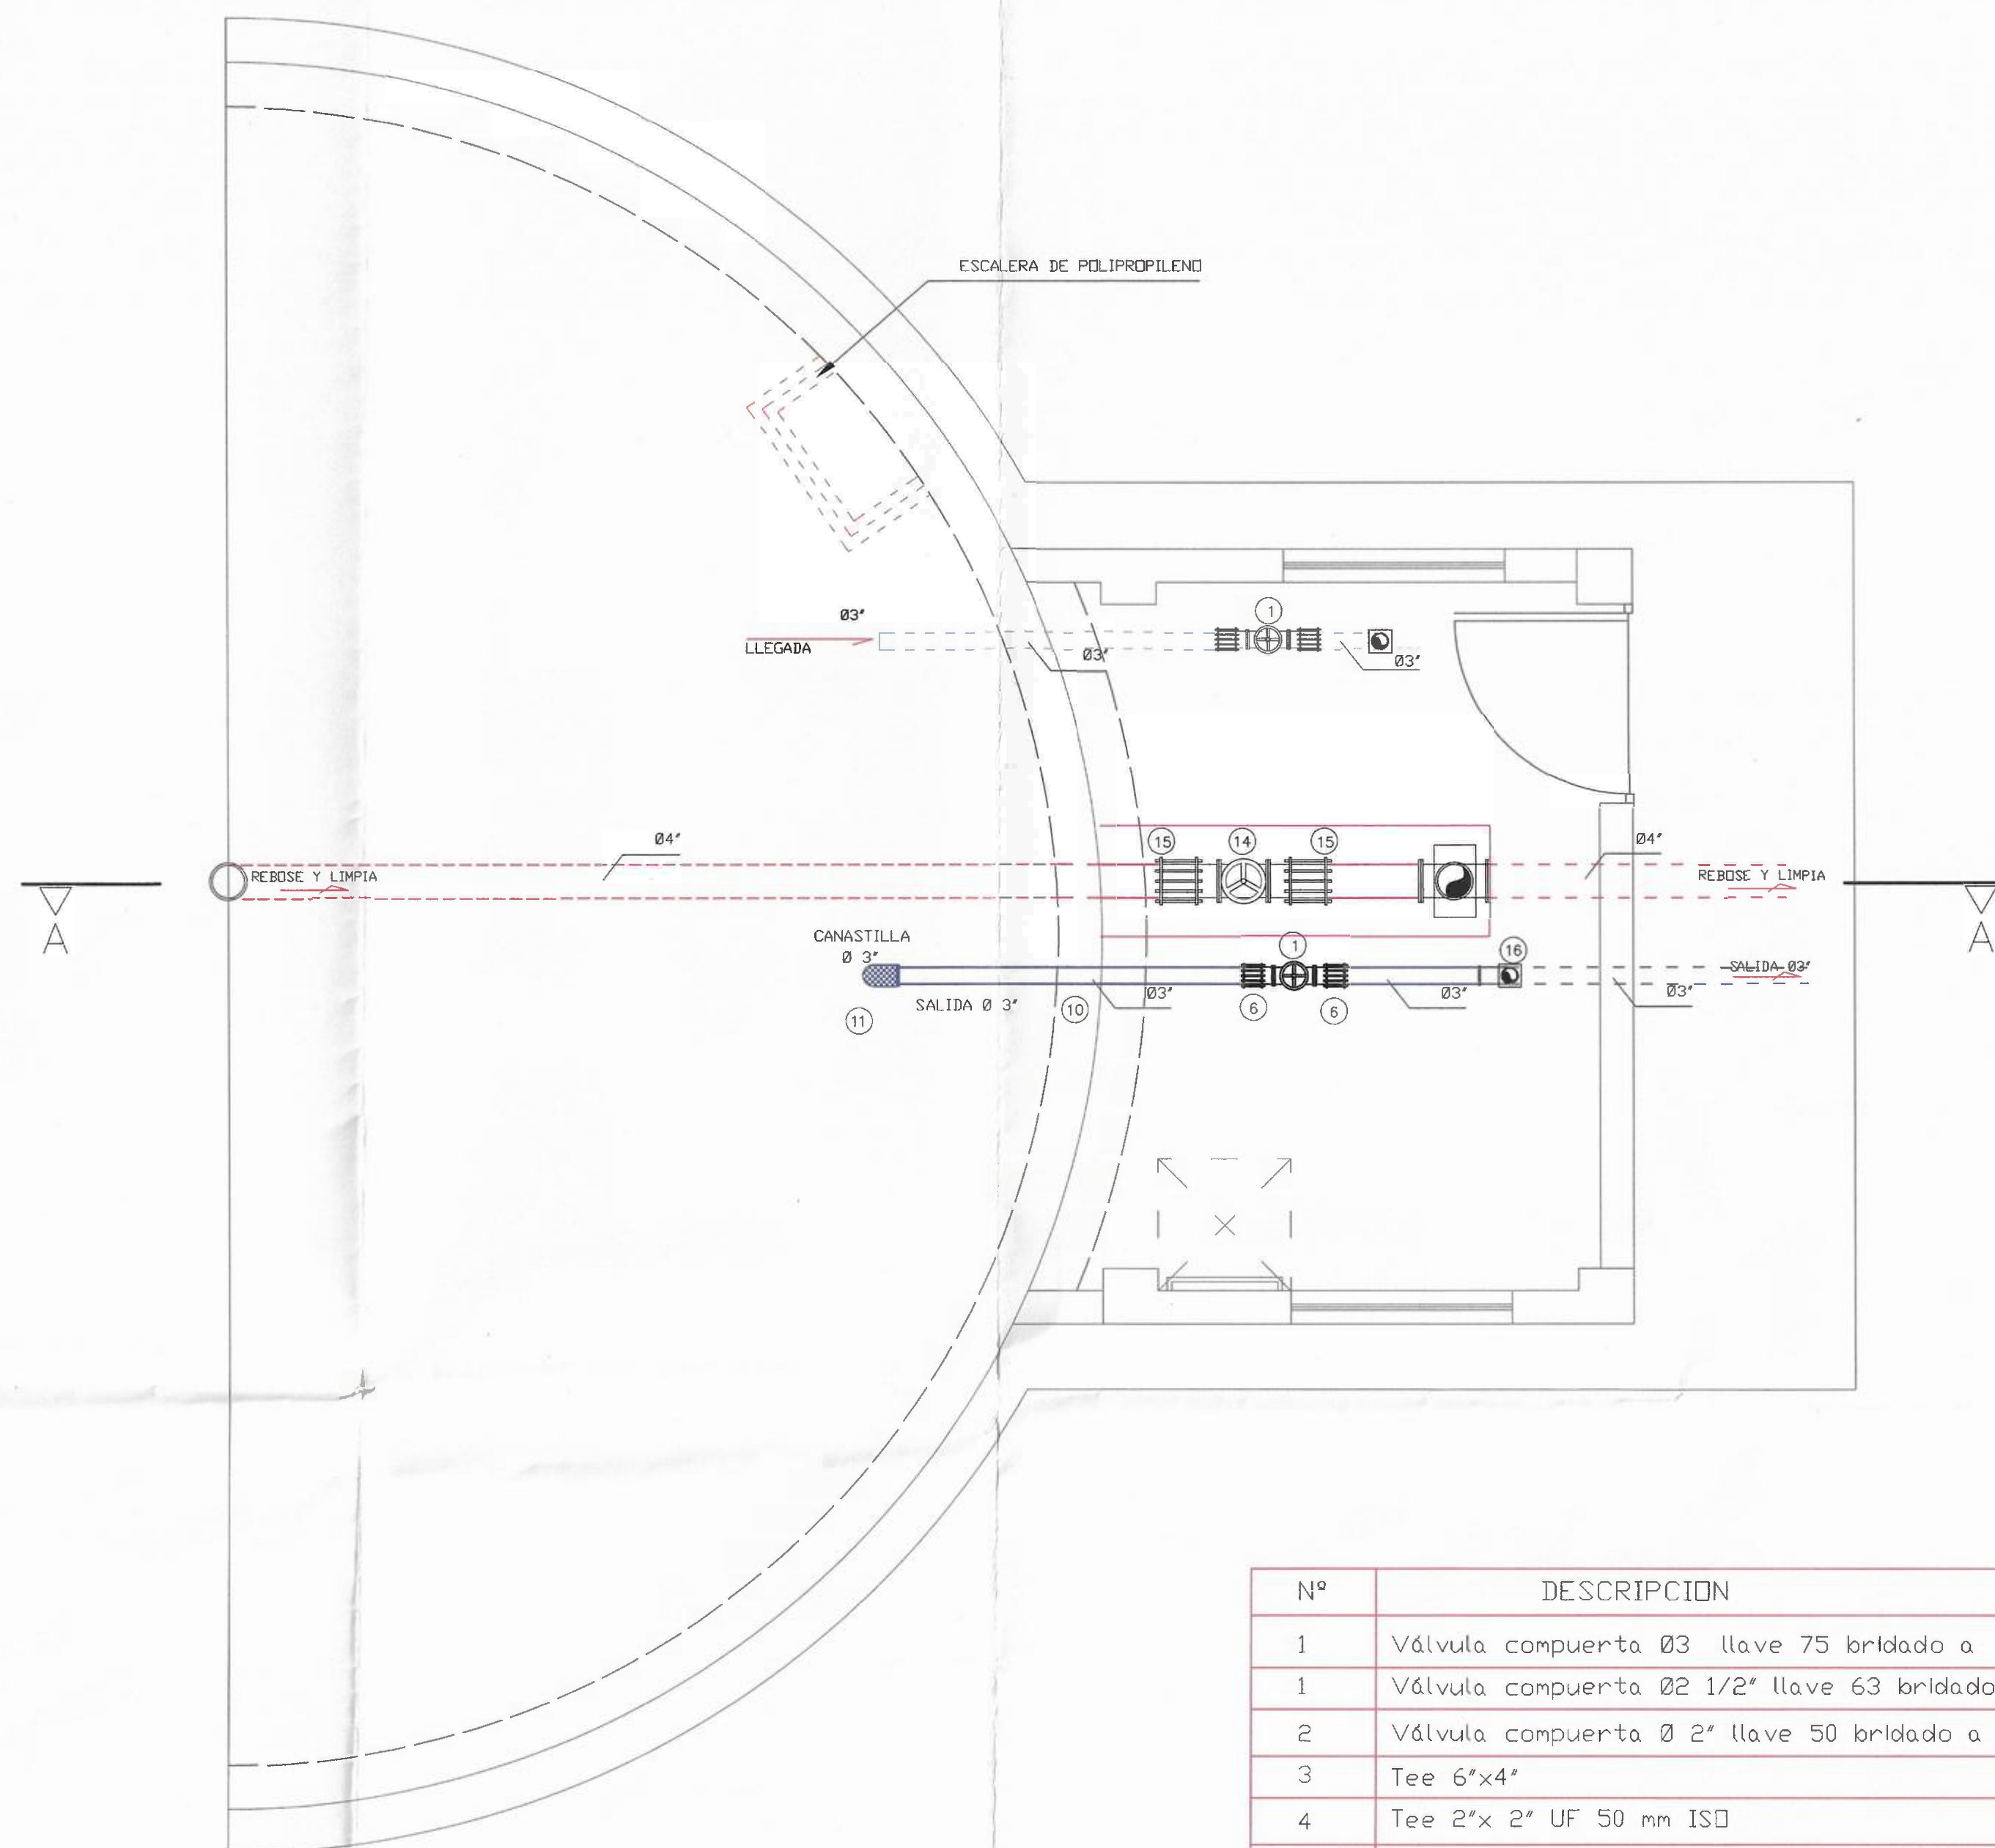 ESCALERA DE POLIPROPILENO
1
Ø3"
LLEGADA
Ø3"
Ø3"
Ø4"
15
14
15
Ø4"
REBOSE Y LIMPIA
REBOSE Y LIMPIA
A
A
CANASTILLA
Ø 3"
1
16
SALIDA Ø3"
11
SALIDA Ø 3"
10
Ø3"
6
6
Ø3"
Ø3"
Nº DESCRIPCION
1 Válvula compuerta Ø3 llave 75 bridado a
1 Válvula compuerta Ø2 1/2" llave 63 bridado
2 Válvula compuerta Ø 2" llave 50 bridado a
3 Tee 6"x4"
4 Tee 2"x 2" UF 50 mm ISO